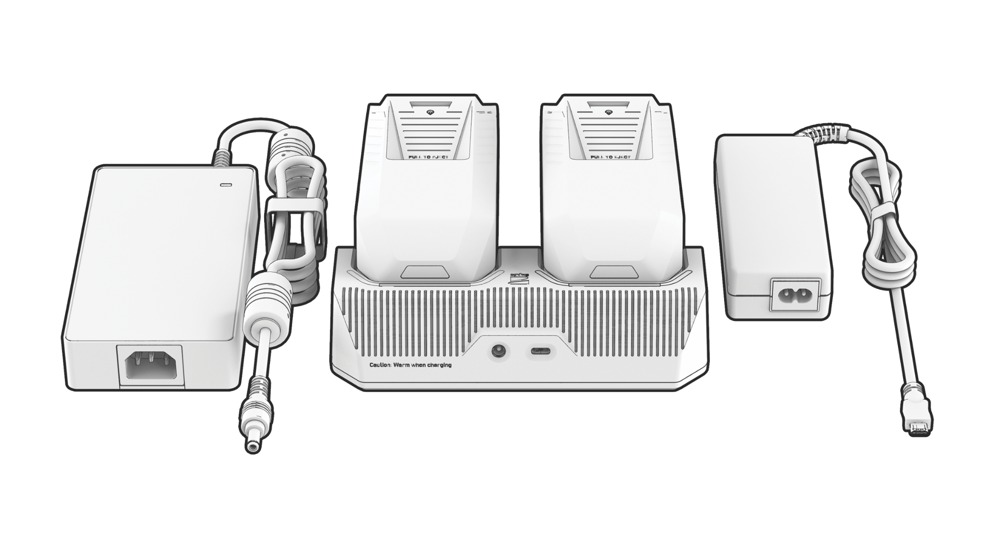 PULL TO EJECT
PULL TO EJECT
Caution: Warm when charging